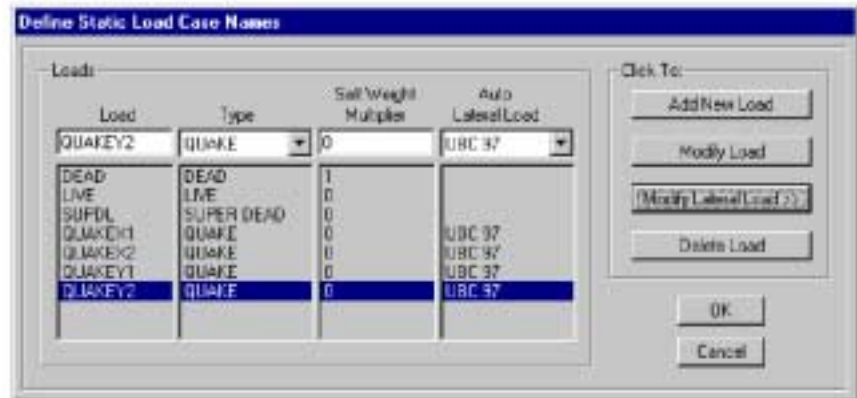 Define Static Load Case Names
Loads
Click To:
Load
Type
Self Weight Multiplier
Auto Lateral Load
QUAKEY2 QUAKE 0 UBC 97
DEAD DEAD 1
LIVE LIVE 0
SUPDL SUPER DEAD 0
QUAKEX1 QUAKE 0 UBC 97
QUAKEX2 QUAKE 0 UBC 97
QUAKEY1 QUAKE 0 UBC 97
QUAKEY2 QUAKE 0 UBC 97
Add New Load
Modify Load
Modify Lateral Load >>
Delete Load
OK
Cancel